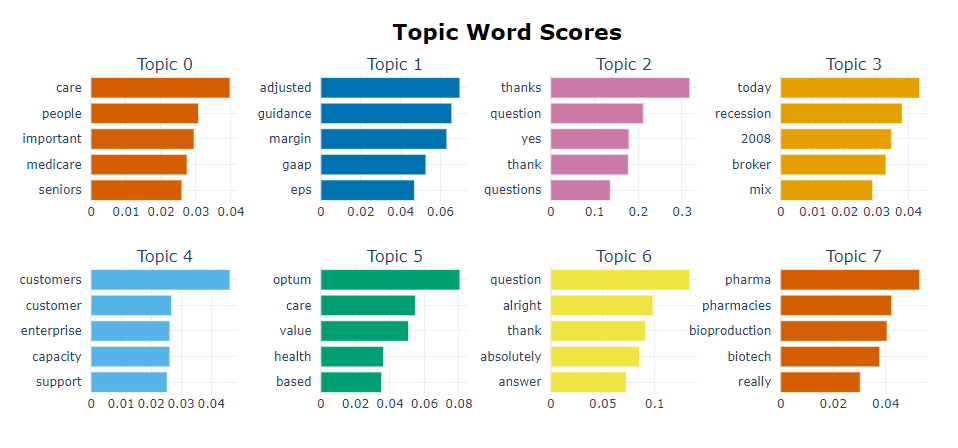 Topic Word Scores
Topic 0
care
people
important
medicare
seniors
0 0.01 0.02 0.03 0.04
Topic 1
adjusted
guidance
margin
gaap
eps
0 0.02 0.04 0.06
Topic 2
thanks
question
yes
thank
questions
0 0.1 0.2 0.3
Topic 3
today
recession
2008
broker
mix
0 0.01 0.02 0.03 0.04
Topic 4
customers
customer
enterprise
capacity
support
0 0.01 0.02 0.03 0.04
Topic 5
optum
care
value
health
based
0 0.02 0.04 0.06 0.08
Topic 6
question
alright
thank
absolutely
answer
0 0.05 0.1
Topic 7
pharma
pharmacies
bioproduction
biotech
really
0 0.02 0.04